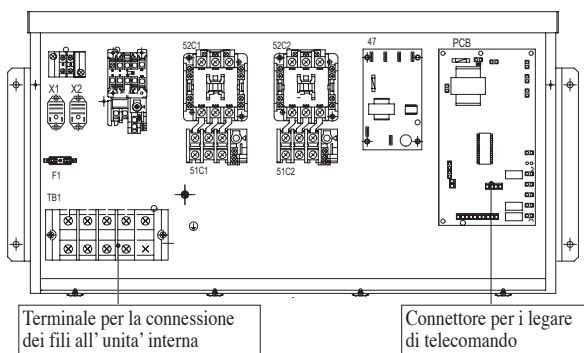 52C1
52C2
47
PCB
X1
X2
F1
51C1
51C2
TB1
Terminale per la connessione
dei fili all' unita' interna
Connettore per i legare
di telecomando